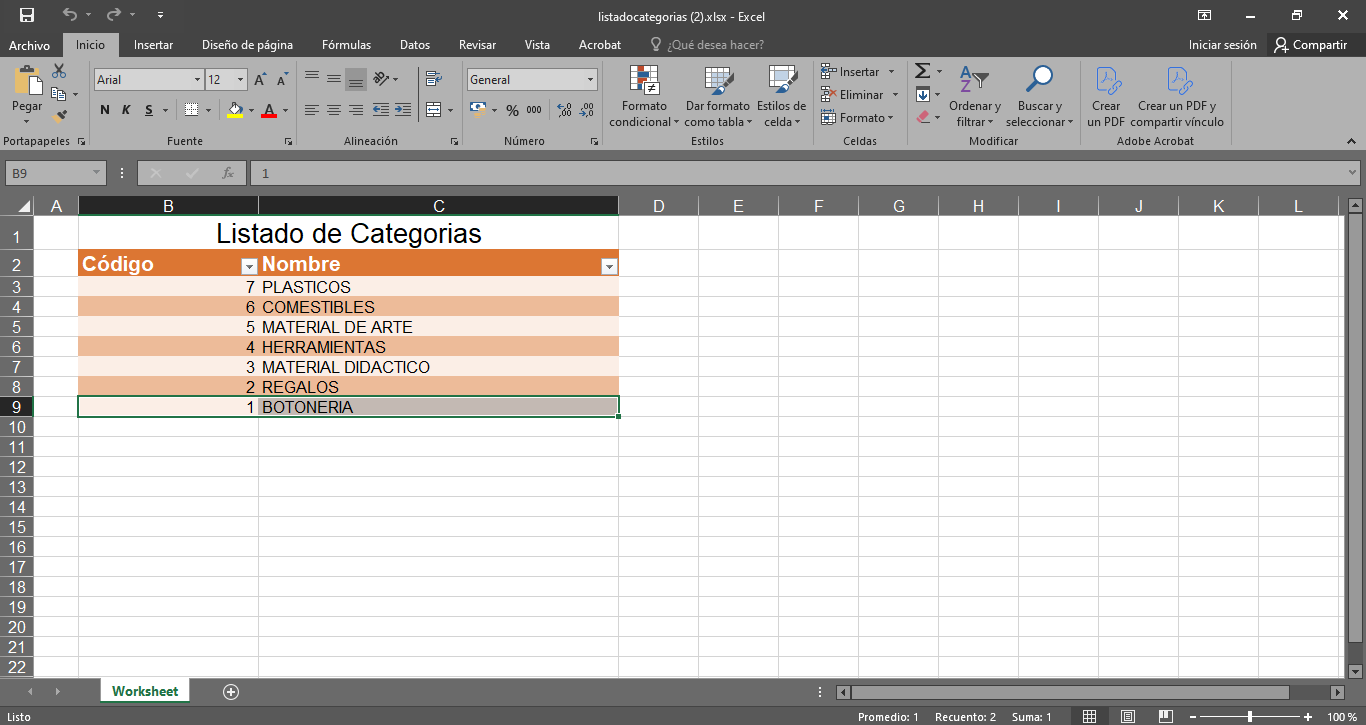 listadocategorias (2).xlsx - Excel
Archivo Inicio Insertar Diseño de página Fórmulas Datos Revisar Vista Acrobat ¿Qué desea hacer? Iniciar sesión Compartir
Pegar
Portapapeles
Arial 12
N K S
Fuente
Alineación
General
% 000
Número
Formato condicional
Dar formato como tabla
Estilos de celda
Estilos
Insertar
Eliminar
Formato
Celdas
Ordenar y filtrar
Buscar y seleccionar
Modificar
Crear un PDF
Crear un PDF y compartir vínculo
Adobe Acrobat
B9 fx 1
A B C D E F G H I J K L
1 Listado de Categorias
2 Código Nombre
3 7 PLASTICOS
4 6 COMESTIBLES
5 5 MATERIAL DE ARTE
6 4 HERRAMIENTAS
7 3 MATERIAL DIDACTICO
8 2 REGALOS
9 1 BOTONERIA
10
11
12
13
14
15
16
17
18
19
20
21
22
Worksheet
Listo Promedio: 1 Recuento: 2 Suma: 1 100 %